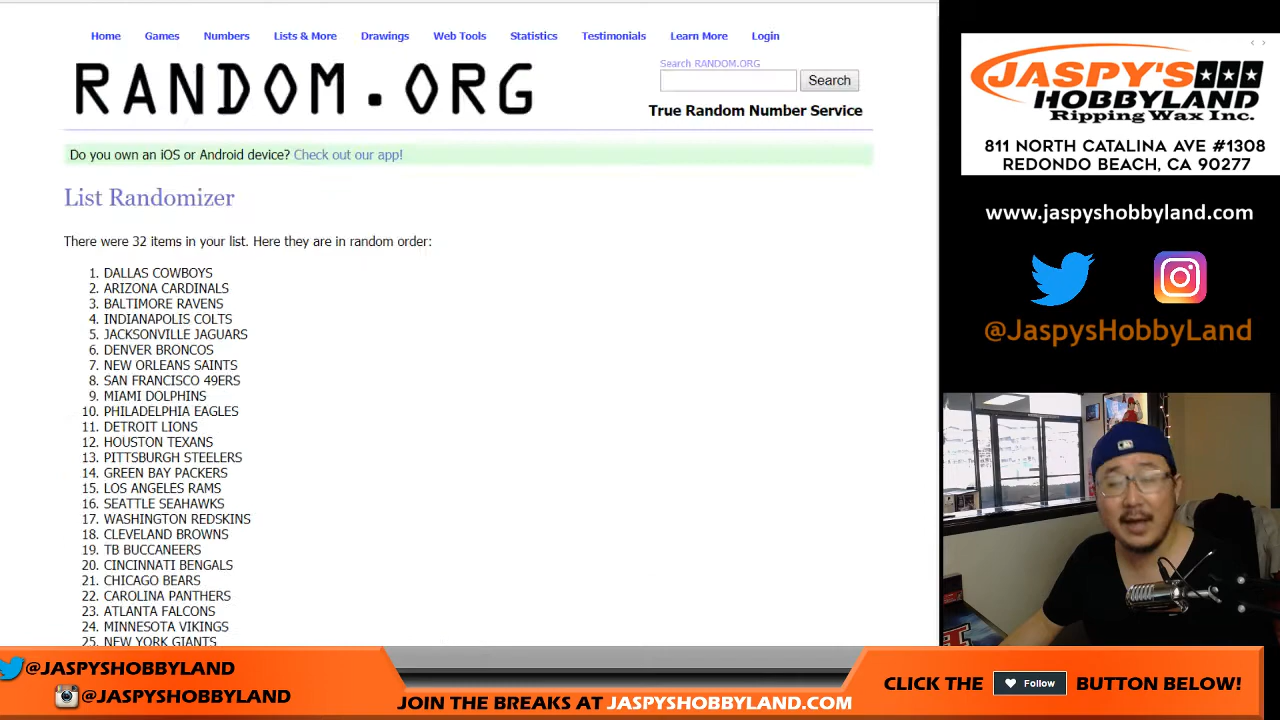 Home Games Numbers Lists & More Drawings Web Tools Statistics Testimonials Learn More Login
RANDOM.ORG
Search RANDOM.ORG
Search
True Random Number Service
Do you own an iOS or Android device? Check out our app!
List Randomizer
There were 32 items in your list. Here they are in random order:
1. DALLAS COWBOYS
2. ARIZONA CARDINALS
3. BALTIMORE RAVENS
4. INDIANAPOLIS COLTS
5. JACKSONVILLE JAGUARS
6. DENVER BRONCOS
7. NEW ORLEANS SAINTS
8. SAN FRANCISCO 49ERS
9. MIAMI DOLPHINS
10. PHILADELPHIA EAGLES
11. DETROIT LIONS
12. HOUSTON TEXANS
13. PITTSBURGH STEELERS
14. GREEN BAY PACKERS
15. LOS ANGELES RAMS
16. SEATTLE SEAHAWKS
17. WASHINGTON REDSKINS
18. CLEVELAND BROWNS
19. TB BUCCANEERS
20. CINCINNATI BENGALS
21. CHICAGO BEARS
22. CAROLINA PANTHERS
23. ATLANTA FALCONS
24. MINNESOTA VIKINGS
25. NEW YORK GIANTS
JASPY'S
HOBBYLAND
Ripping Wax Inc.
811 NORTH CATALINA AVE #1308
REDONDO BEACH, CA 90277
www.jaspyshobbyland.com
@JaspysHobbyLand
@JASPYSHOBBYLAND
@JASPYSHOBBYLAND
JOIN THE BREAKS AT JASPYSHOBBYLAND.COM
CLICK THE Follow BUTTON BELOW!